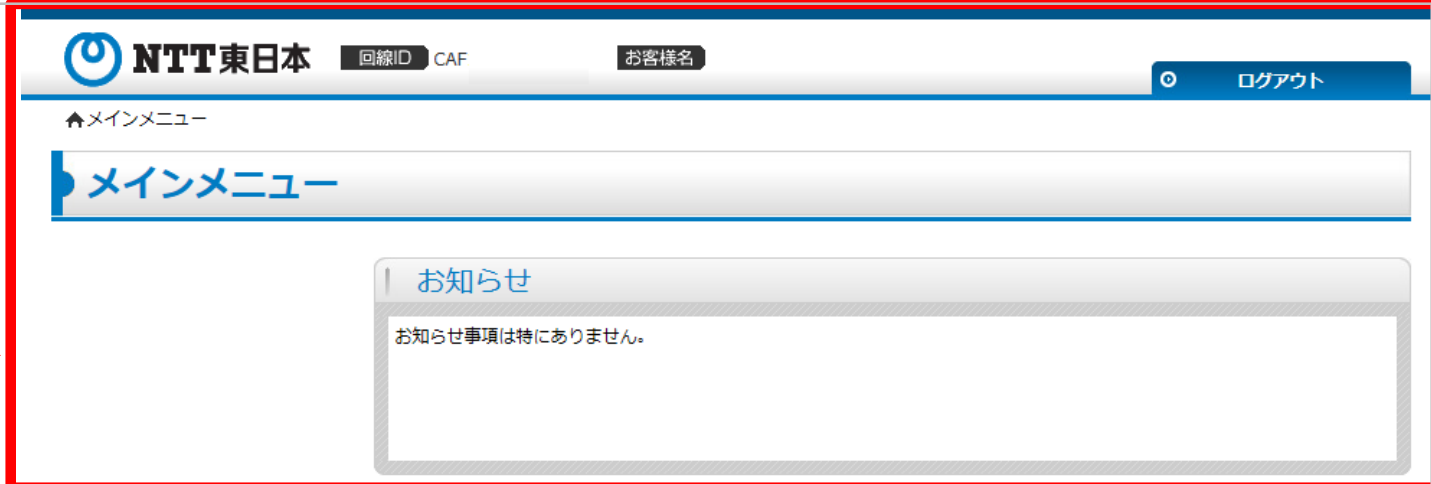 NTT東日本 回線ID CAF お客様名
ログアウト
メインメニュー
メインメニュー
お知らせ
お知らせ事項は特にありません。